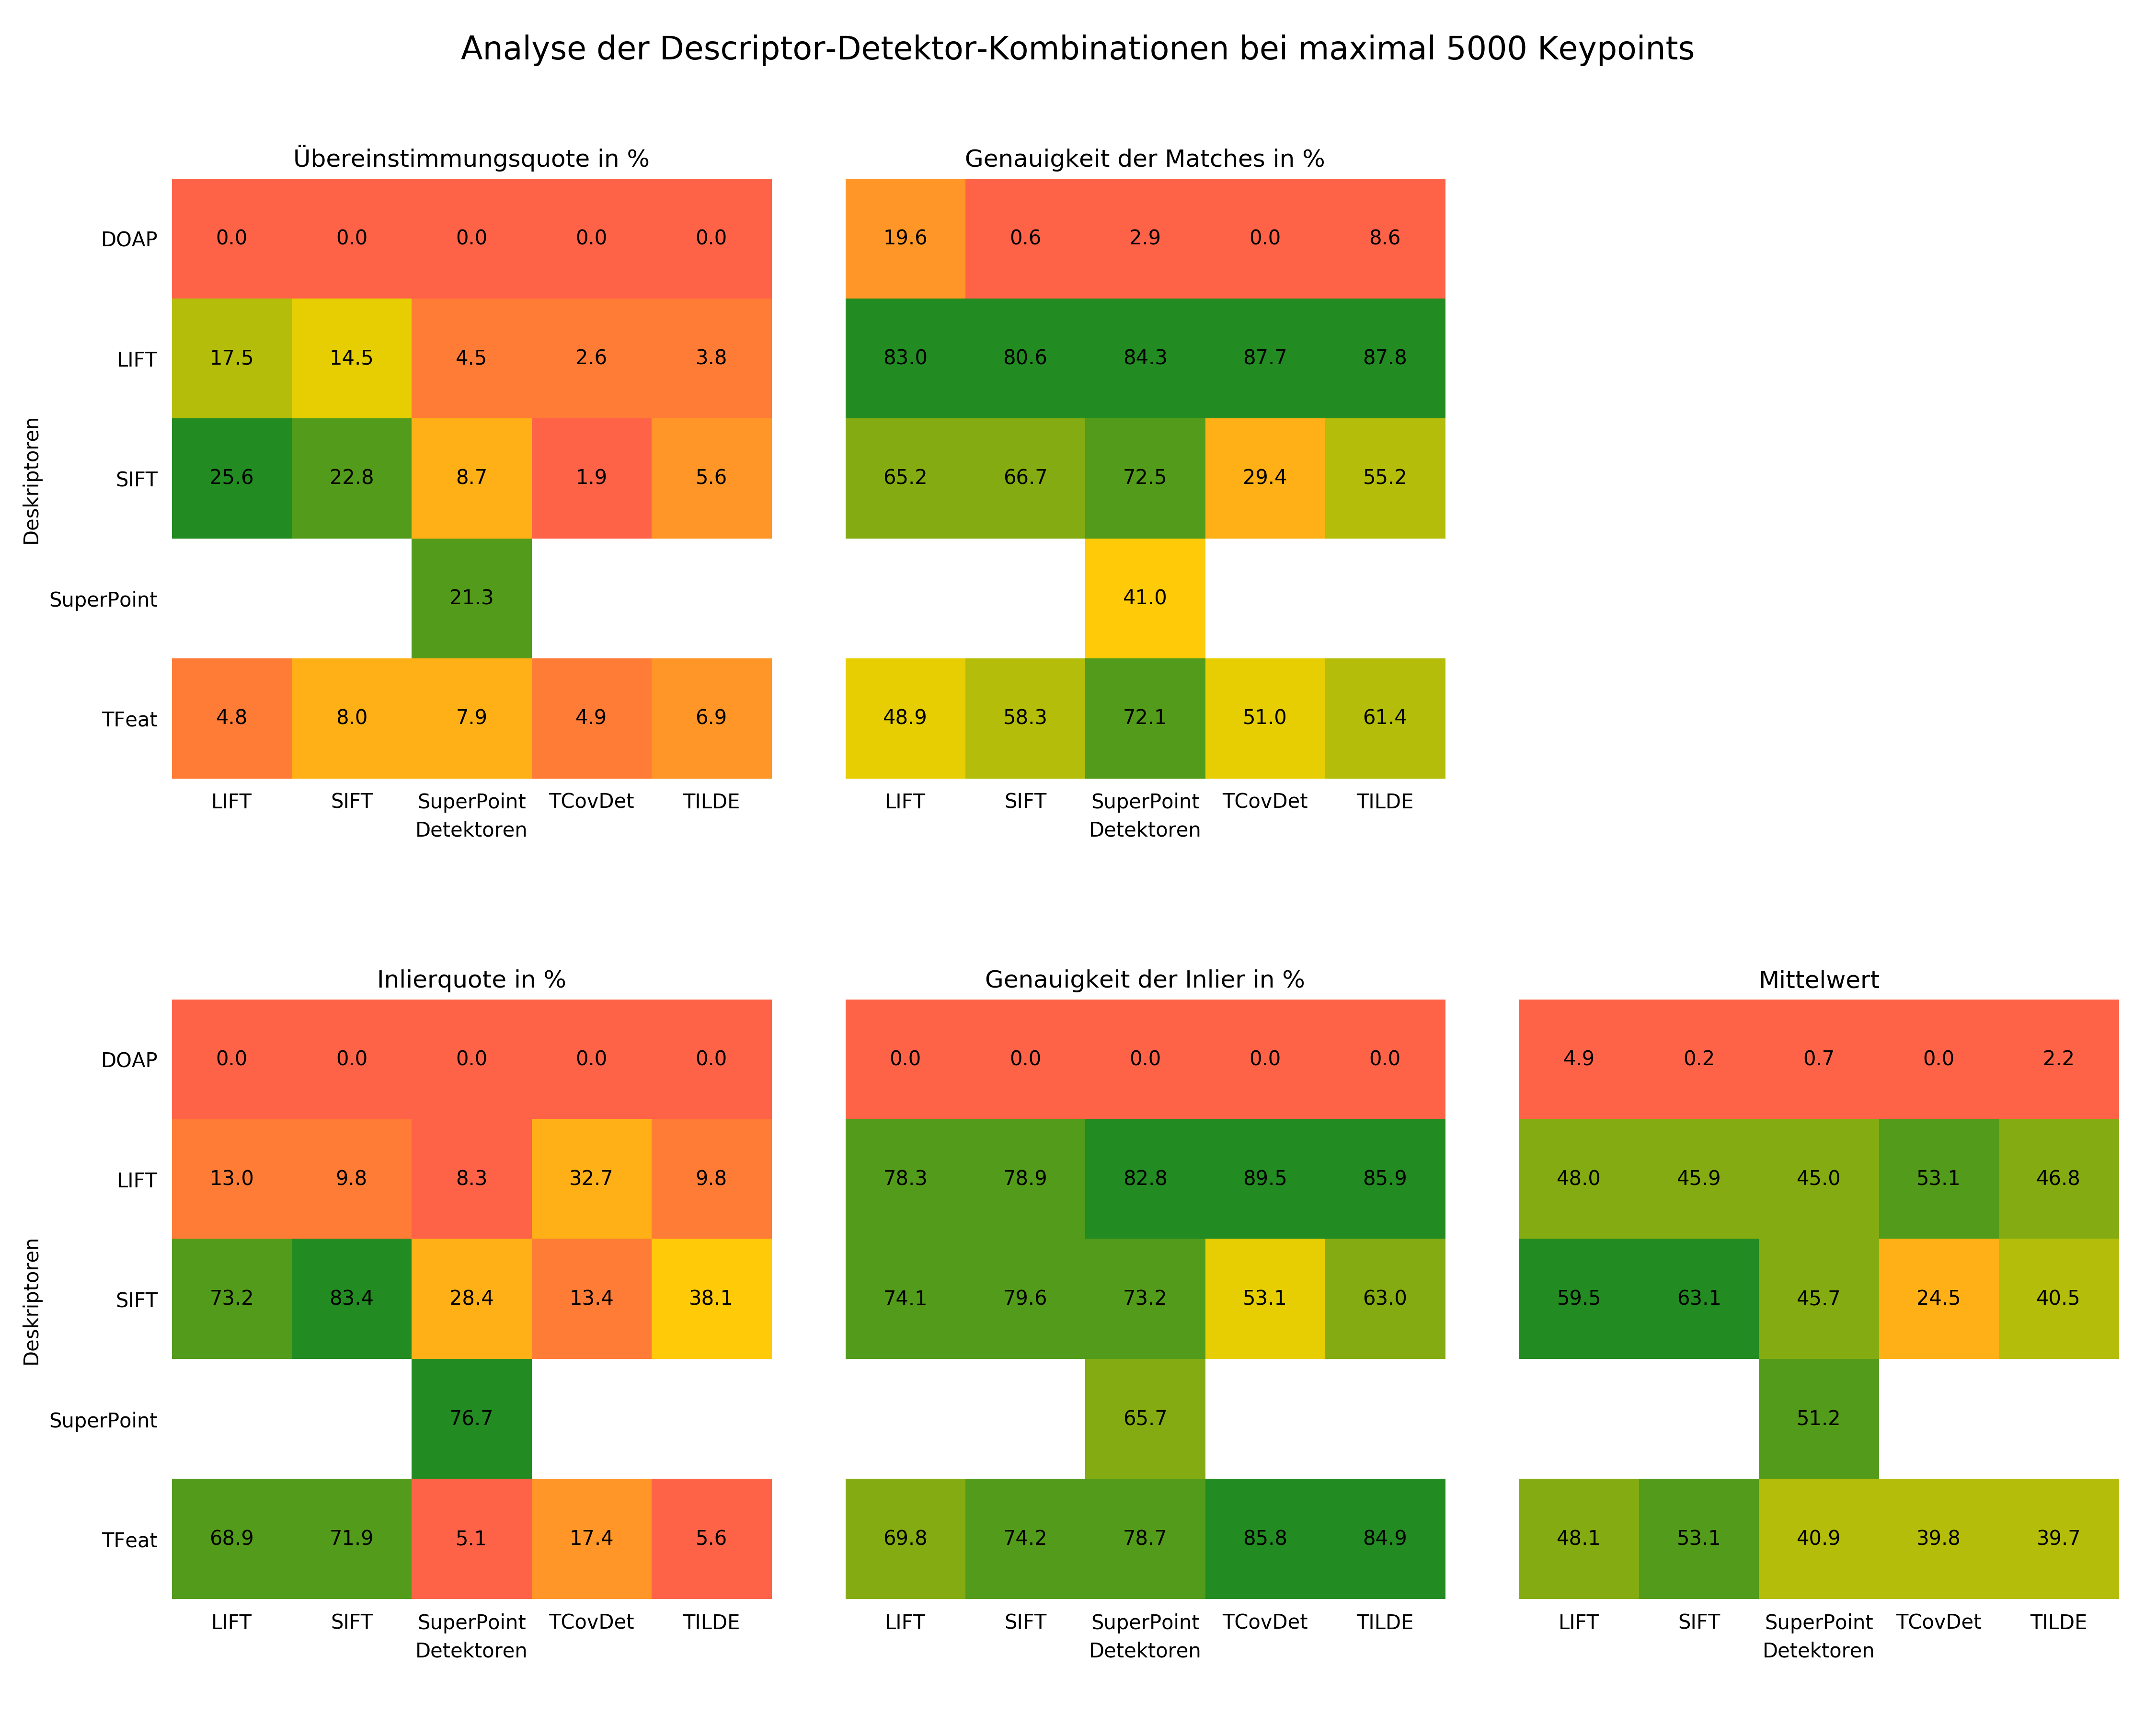 Analyse der Descriptor-Detektor-Kombinationen bei maximal 5000 Keypoints
Übereinstimmungsquote in %
Deskriptoren
DOAP 0.0 0.0 0.0 0.0 0.0
LIFT 17.5 14.5 4.5 2.6 3.8
SIFT 25.6 22.8 8.7 1.9 5.6
SuperPoint 21.3
TFeat 4.8 8.0 7.9 4.9 6.9
LIFT SIFT SuperPoint TCovDet TILDE
Detektoren
Genauigkeit der Matches in %
19.6 0.6 2.9 0.0 8.6
83.0 80.6 84.3 87.7 87.8
65.2 66.7 72.5 29.4 55.2
41.0
48.9 58.3 72.1 51.0 61.4
LIFT SIFT SuperPoint TCovDet TILDE
Detektoren
Inlierquote in %
Deskriptoren
DOAP 0.0 0.0 0.0 0.0 0.0
LIFT 13.0 9.8 8.3 32.7 9.8
SIFT 73.2 83.4 28.4 13.4 38.1
SuperPoint 76.7
TFeat 68.9 71.9 5.1 17.4 5.6
LIFT SIFT SuperPoint TCovDet TILDE
Detektoren
Genauigkeit der Inlier in %
0.0 0.0 0.0 0.0 0.0
78.3 78.9 82.8 89.5 85.9
74.1 79.6 73.2 53.1 63.0
65.7
69.8 74.2 78.7 85.8 84.9
LIFT SIFT SuperPoint TCovDet TILDE
Detektoren
Mittelwert
4.9 0.2 0.7 0.0 2.2
48.0 45.9 45.0 53.1 46.8
59.5 63.1 45.7 24.5 40.5
51.2
48.1 53.1 40.9 39.8 39.7
LIFT SIFT SuperPoint TCovDet TILDE
Detektoren